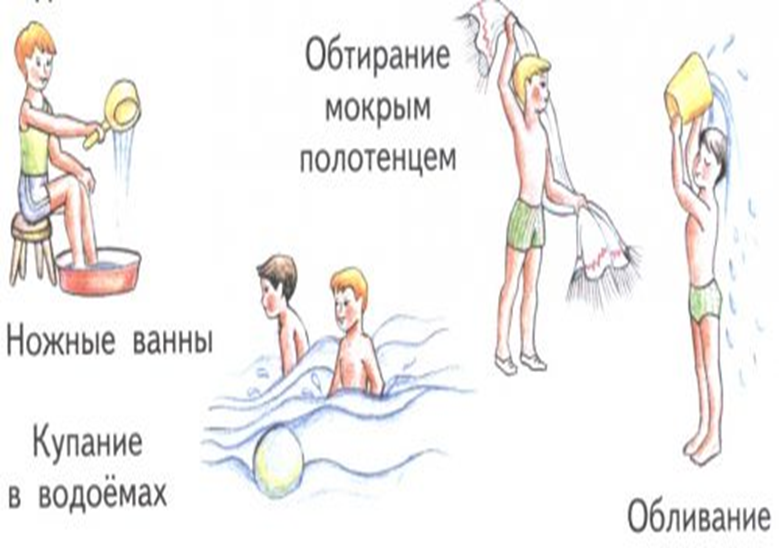 Обтирание
мокрым
полотенцем
Ножные ванны
Купание
в водоёмах
Обливание